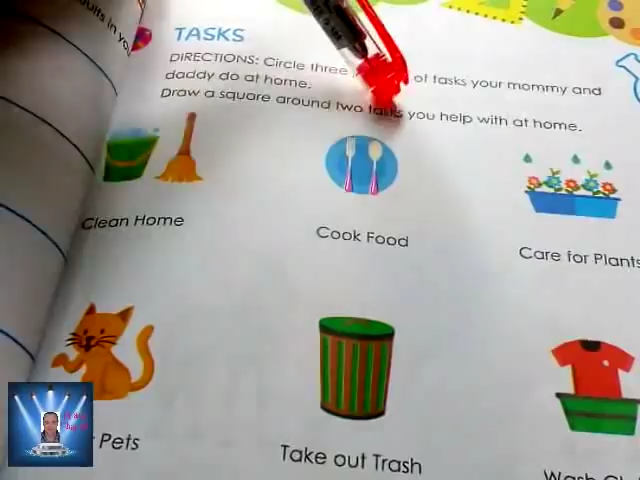 TASKS
DIRECTIONS: Circle three of tasks your mommy and
daddy do at home.
Draw a square around two tasks you help with at home.
Clean Home
Cook Food
Care for Plants
Pets
Take out Trash
Wash